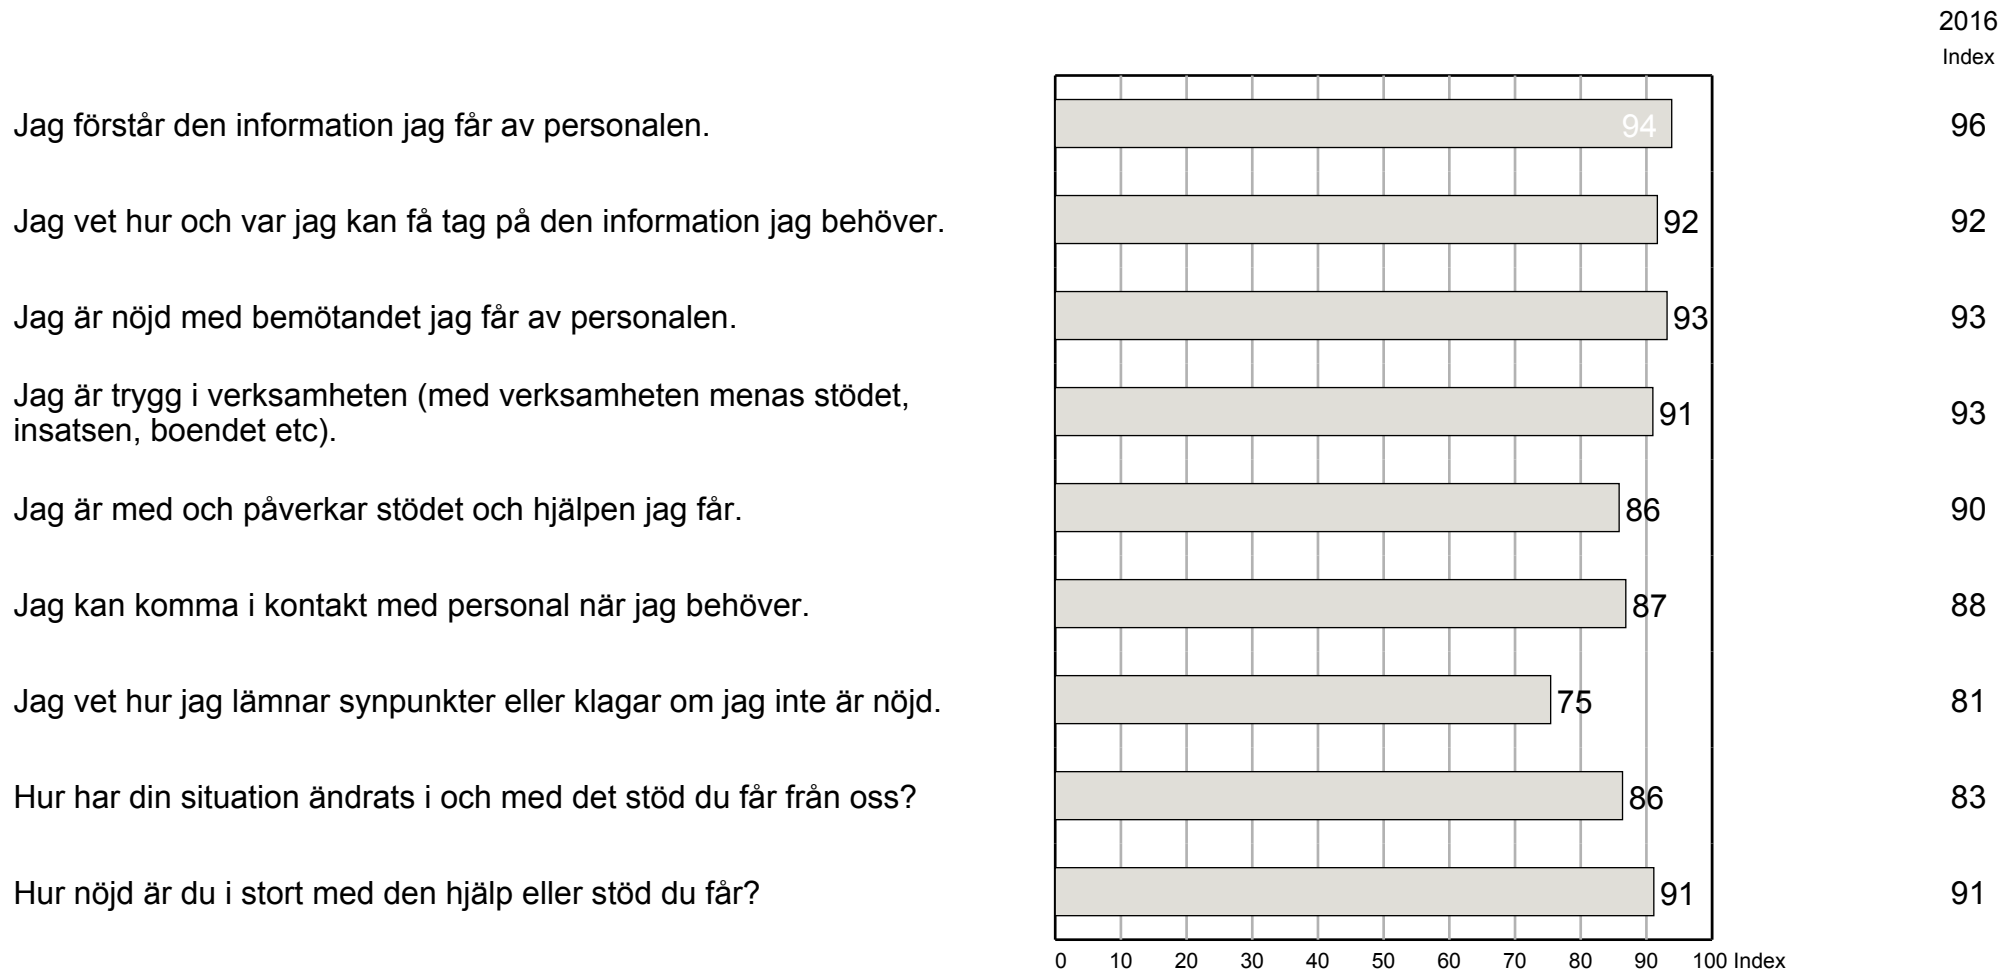 2016
Index
Jag förstår den information jag får av personalen. 94 96
Jag vet hur och var jag kan få tag på den information jag behöver. 92 92
Jag är nöjd med bemötandet jag får av personalen. 93 93
Jag är trygg i verksamheten (med verksamheten menas stödet,
insatsen, boendet etc). 91 93
Jag är med och påverkar stödet och hjälpen jag får. 86 90
Jag kan komma i kontakt med personal när jag behöver. 87 88
Jag vet hur jag lämnar synpunkter eller klagar om jag inte är nöjd. 75 81
Hur har din situation ändrats i och med det stöd du får från oss? 86 83
Hur nöjd är du i stort med den hjälp eller stöd du får? 91 91
0 10 20 30 40 50 60 70 80 90 100 Index